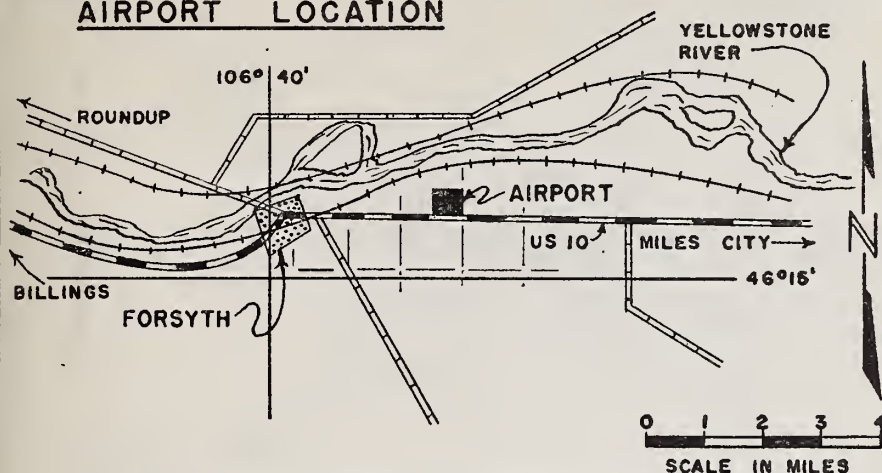 AIRPORT LOCATION
YELLOWSTONE
RIVER
106° 40'
ROUNDUP
AIRPORT
US 10
MILES CITY
N
46°15'
BILLINGS
FORSYTH
0 1 2 3 4
SCALE IN MILES